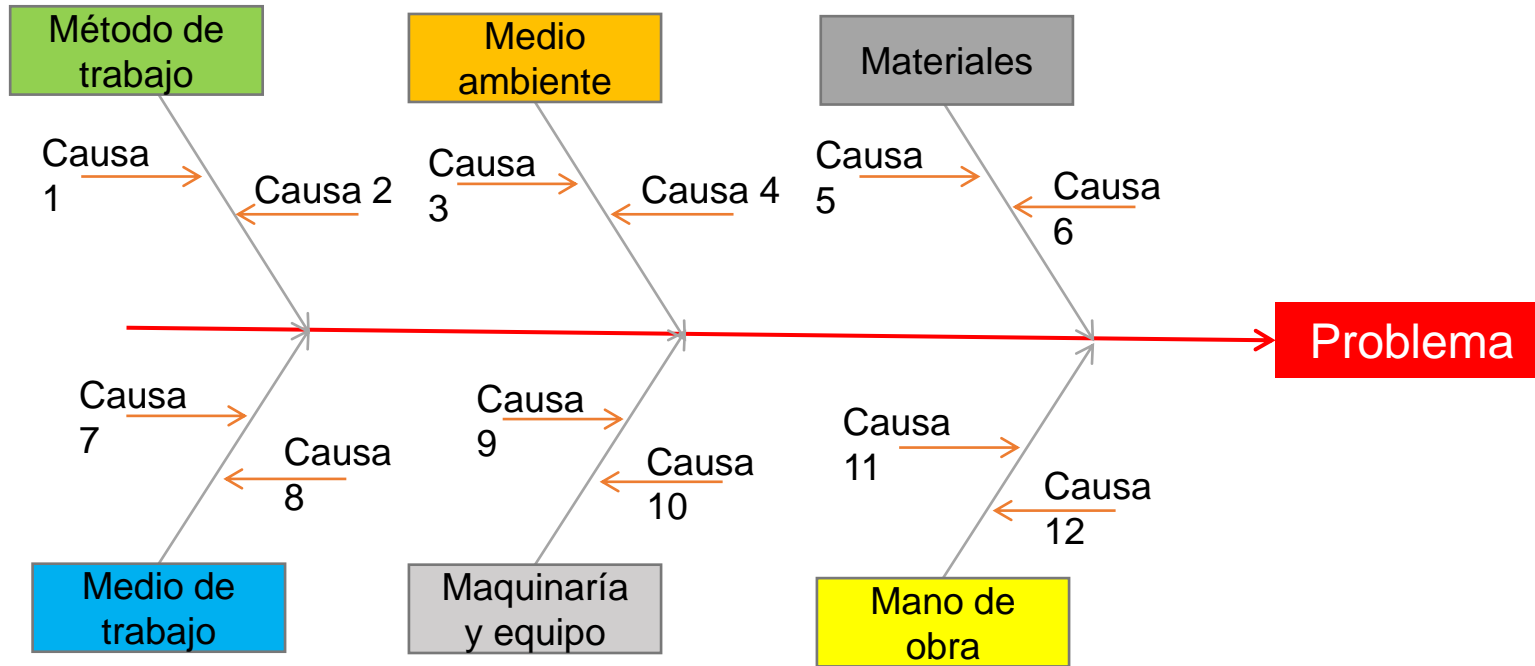 Método de
trabajo
Medio
ambiente
Materiales
Causa
1
Causa 2
Causa
3
Causa 4
Causa
5
Causa
6
Problema
Causa
7
Causa
8
Causa
9
Causa
10
Causa
11
Causa
12
Medio de
trabajo
Maquinaría
y equipo
Mano de
obra